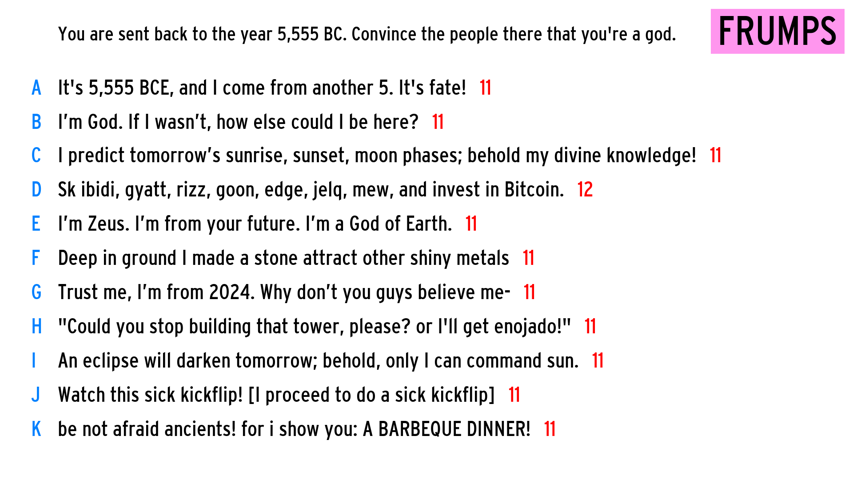 You are sent back to the year 5,555 BC. Convince the people there that you're a god.
FRUMPS
A It's 5,555 BCE, and I come from another 5. It's fate! 11
B I’m God. If I wasn’t, how else could I be here? 11
C I predict tomorrow’s sunrise, sunset, moon phases; behold my divine knowledge! 11
D Sk ibidi, gyatt, rizz, goon, edge, jelq, mew, and invest in Bitcoin. 12
E I’m Zeus. I’m from your future. I’m a God of Earth. 11
F Deep in ground I made a stone attract other shiny metals 11
G Trust me, I’m from 2024. Why don’t you guys believe me- 11
H "Could you stop building that tower, please? or I'll get enojado!" 11
I An eclipse will darken tomorrow; behold, only I can command sun. 11
J Watch this sick kickflip! [I proceed to do a sick kickflip] 11
K be not afraid ancients! for i show you: A BARBEQUE DINNER! 11